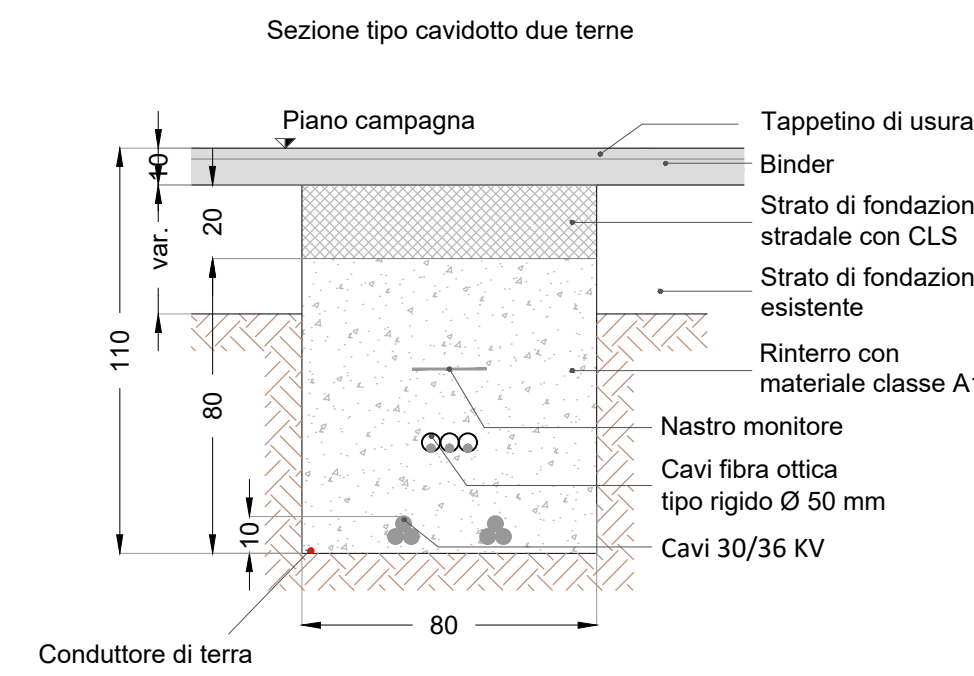 Sezione tipo cavidotto due terne
Piano campagna
Tappetino di usura
Binder
Strato di fondazion
stradale con CLS
Strato di fondazion
esistente
Rinterro con
materiale classe A1
Nastro monitore
Cavi fibra ottica
tipo rigido Ø 50 mm
Cavi 30/36 KV
Conduttore di terra
10
var.
20
110
80
10
80